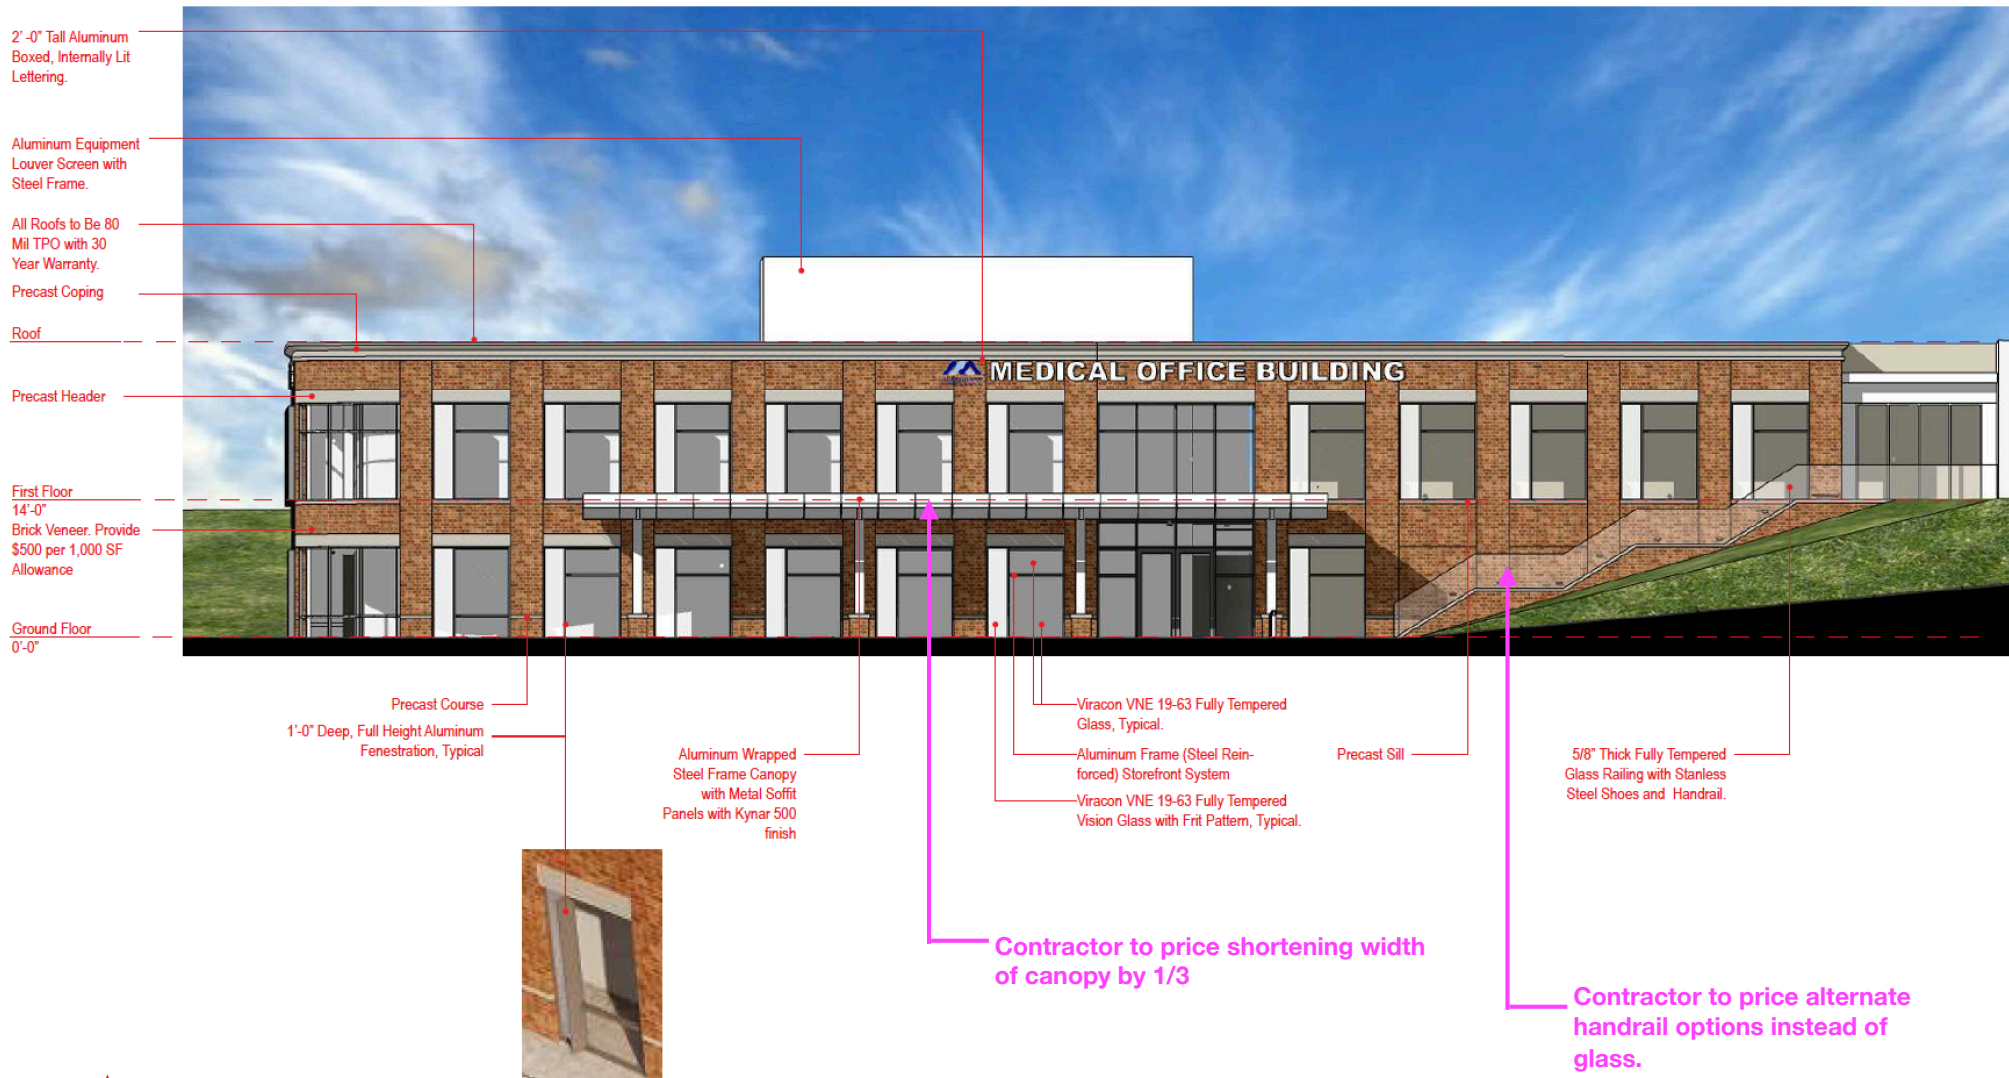 2' -0" Tall Aluminum
Boxed, Internally Lit
Lettering.
Aluminum Equipment
Louver Screen with
Steel Frame.
All Roofs to Be 80
Mil TPO with 30
Year Warranty.
Precast Coping
Roof
Precast Header
First Floor
14'-0"
Brick Veneer. Provide
$500 per 1,000 SF
Allowance
Ground Floor
0'-0"
MEDICAL OFFICE BUILDING
Precast Course
1'-0" Deep, Full Height Aluminum
Fenestration, Typical
Aluminum Wrapped
Steel Frame Canopy
with Metal Soffit
Panels with Kynar 500
finish
Viracon VNE 19-63 Fully Tempered
Glass, Typical.
Aluminum Frame (Steel Rein-
forced) Storefront System
Viracon VNE 19-63 Fully Tempered
Vision Glass with Frit Pattern, Typical.
Precast Sill
5/8" Thick Fully Tempered
Glass Railing with Stanless
Steel Shoes and Handrail.
Contractor to price shortening width
of canopy by 1/3
Contractor to price alternate
handrail options instead of
glass.